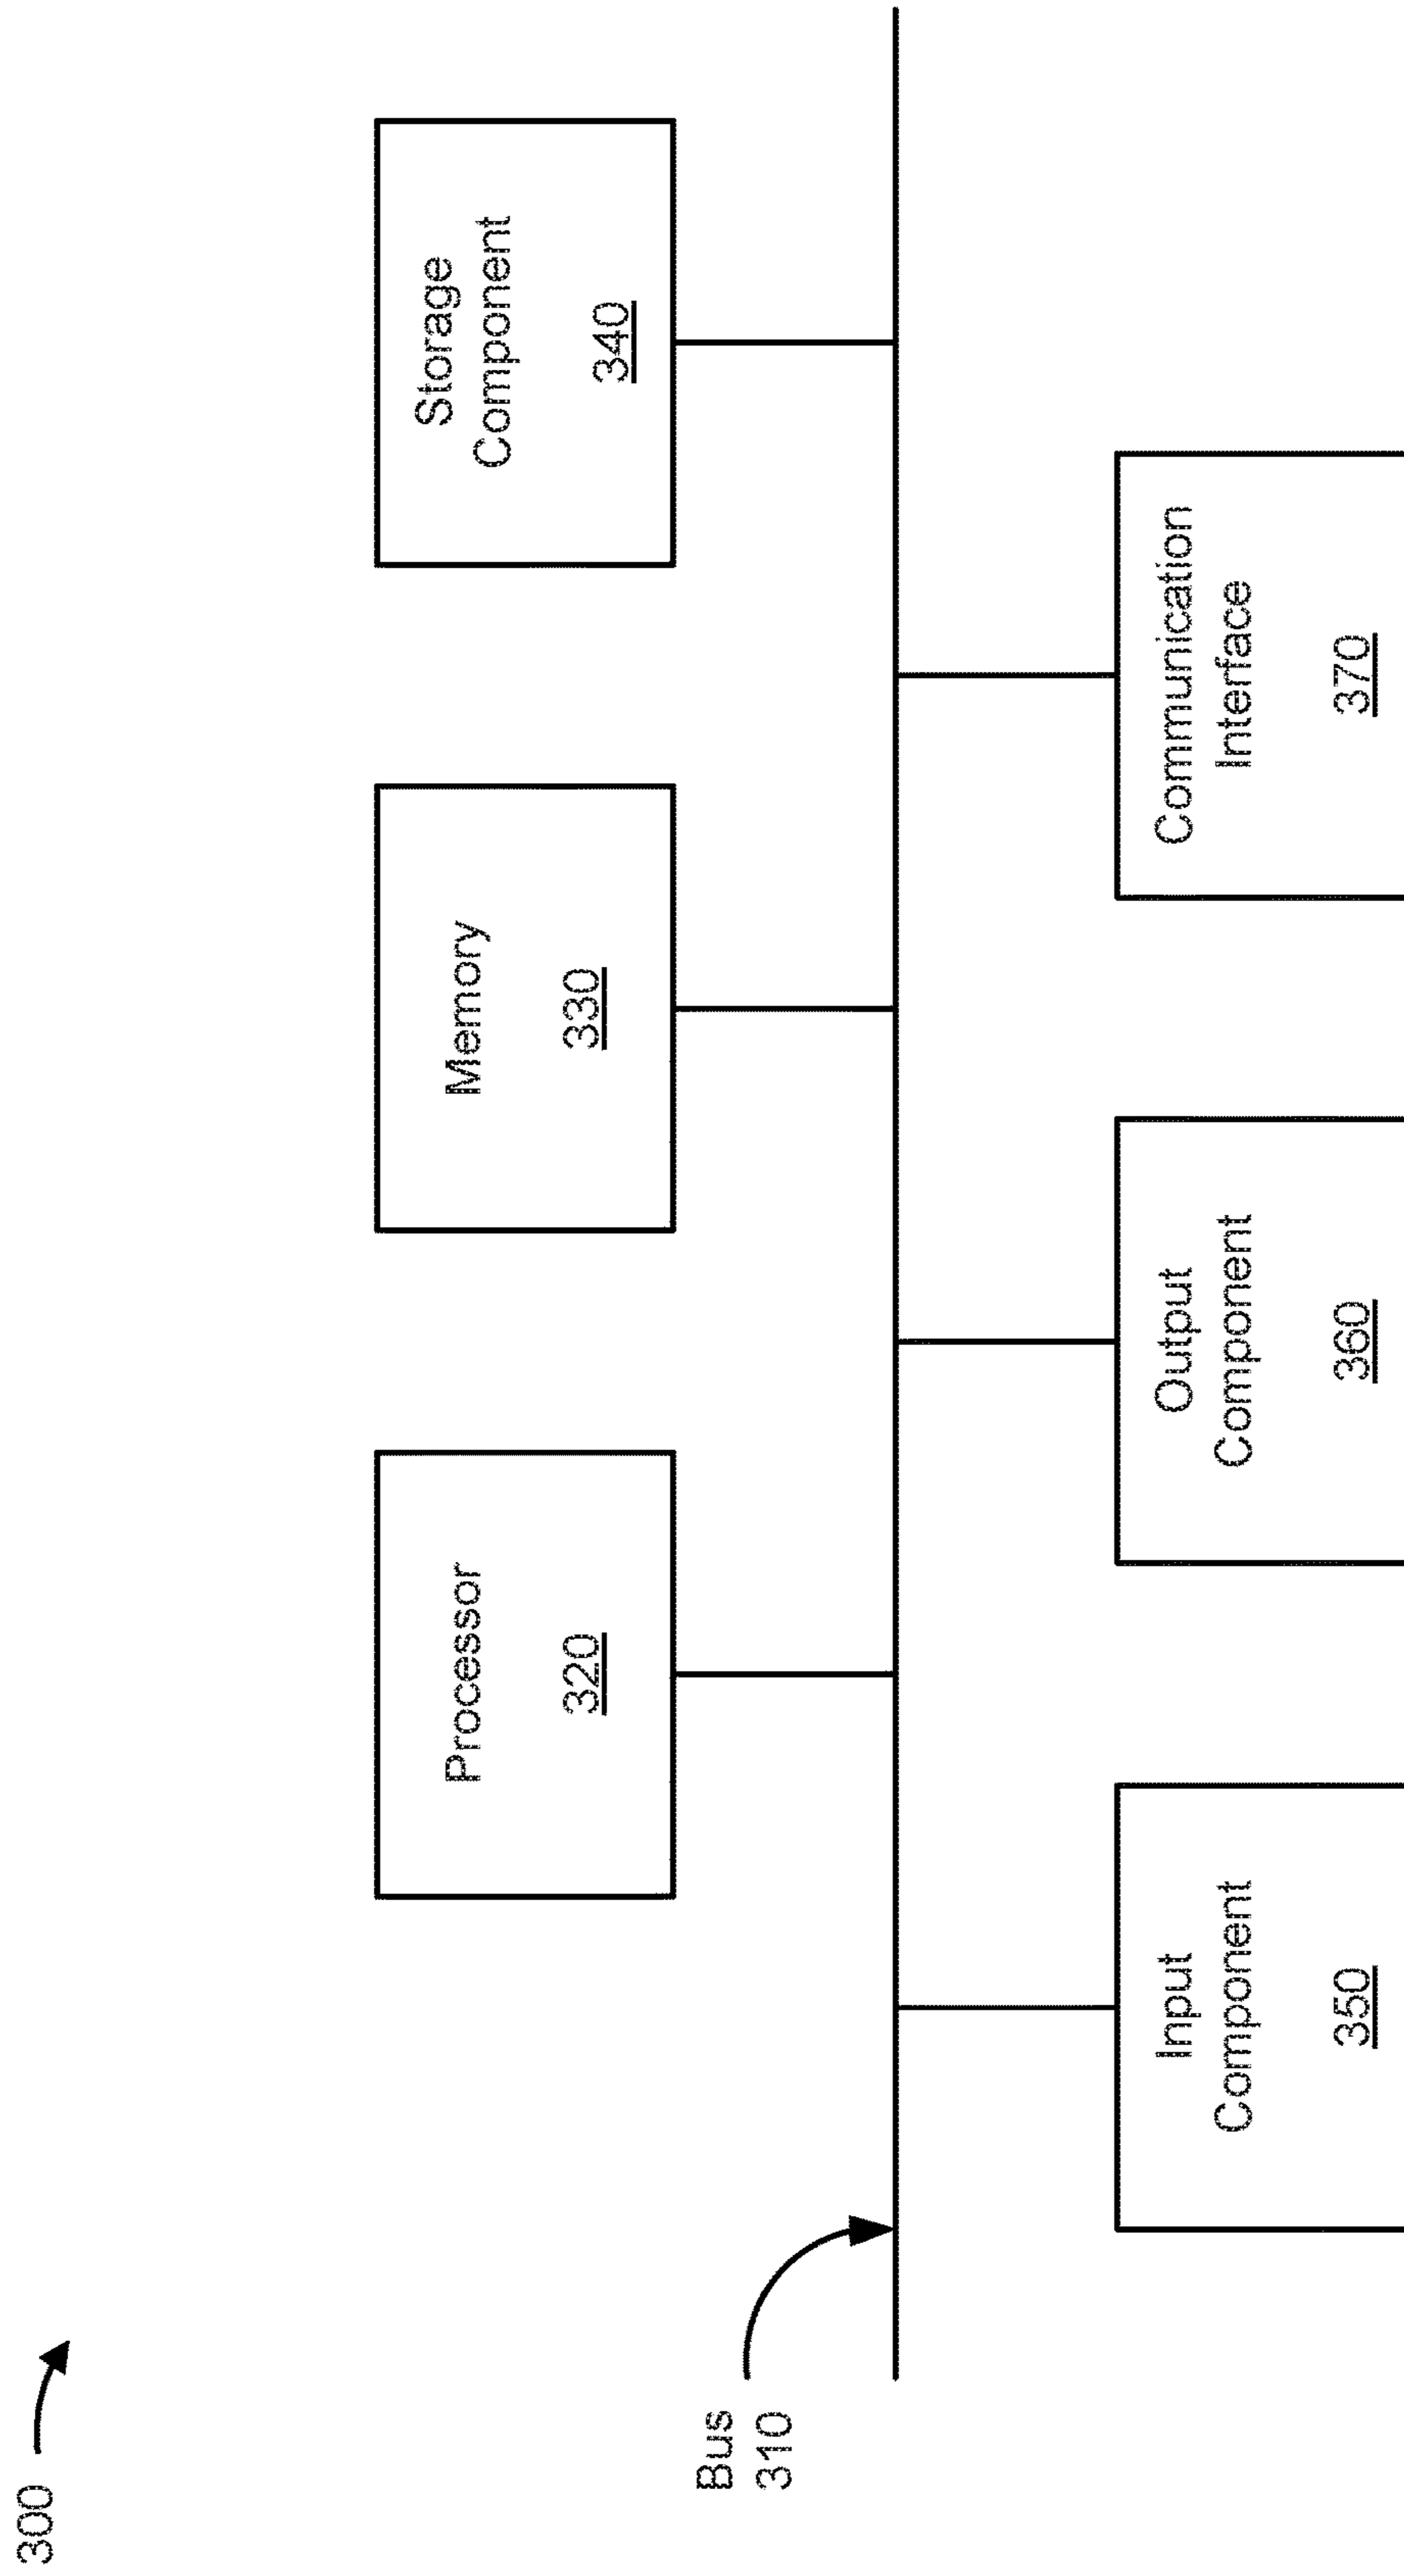 300
Processor
320
Memory
330
Storage
Component
340
Bus
310
Input
Component
350
Output
Component
360
Communication
Interface
370